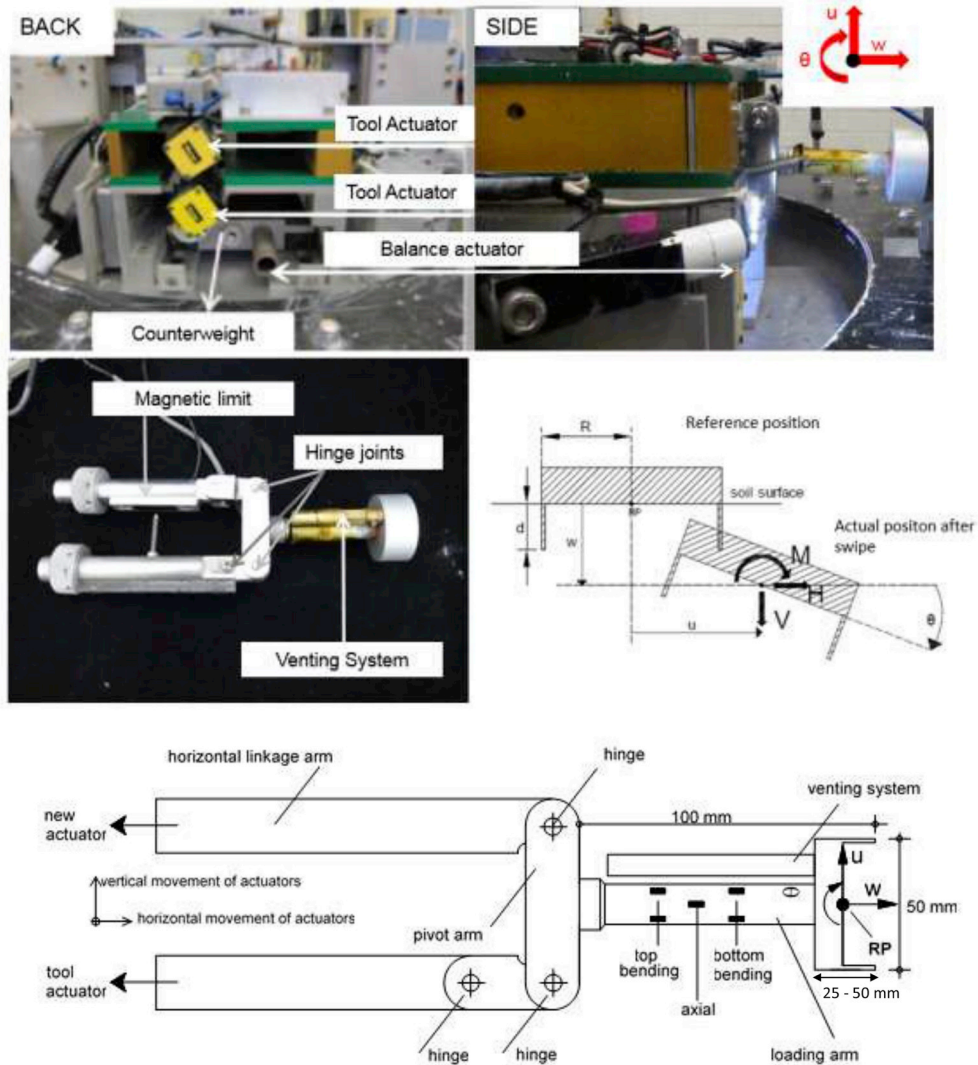 BACK
SIDE
u
w
θ
Tool Actuator
Tool Actuator
Balance actuator
Counterweight
Magnetic limit
Hinge joints
Venting System
Reference position
R
soil surface
RP
d
w
Actual positon after
swipe
M
H
V
u
θ
horizontal linkage arm
hinge
venting system
new
actuator
100 mm
vertical movement of actuators
horizontal movement of actuators
u
w
50 mm
pivot arm
RP
top
bending
bottom
bending
axial
tool
actuator
25 - 50 mm
hinge
hinge
loading arm